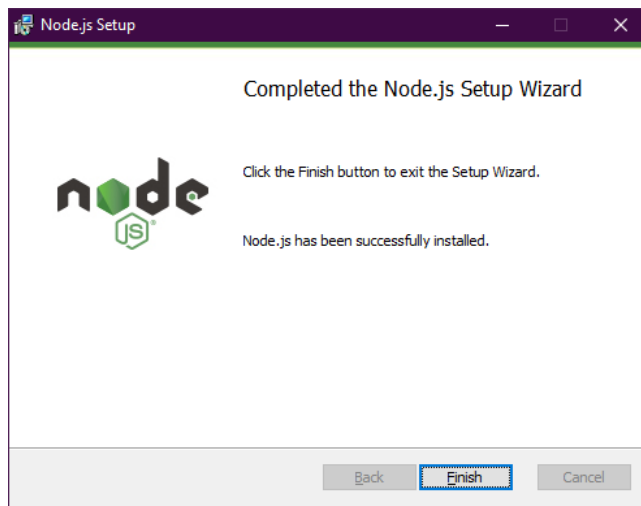 Node.js Setup
Completed the Node.js Setup Wizard
Click the Finish button to exit the Setup Wizard.
node
JS
Node.js has been successfully installed.
Back
Finish
Cancel